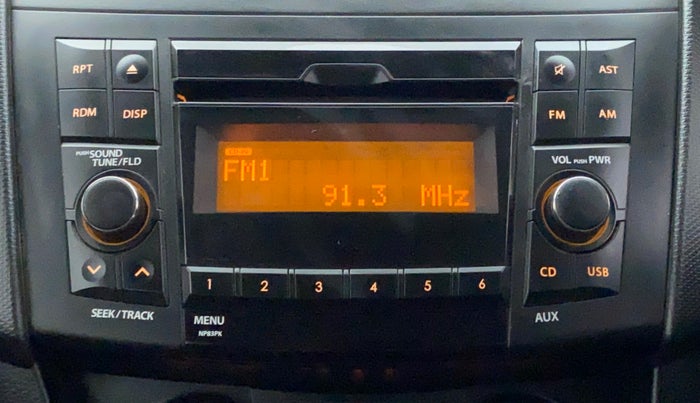 RPT
AST
RDM
DISP
FM
AM
PUSH SOUND
TUNE/FLD
VOL PUSH PWR
FM1
91.3 MHz
1 2 3 4 5 6
CD
USB
SEEK/TRACK
MENU
AUX